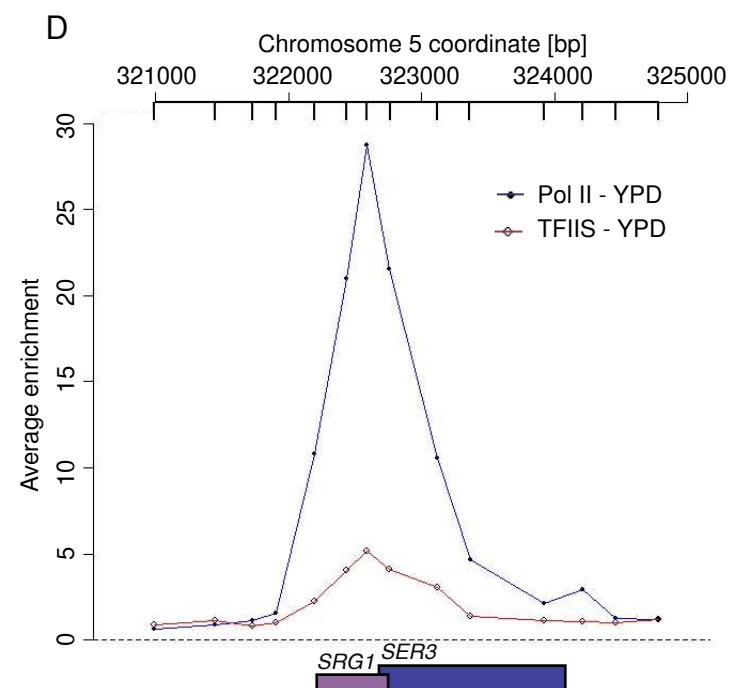 D
Chromosome 5 coordinate [bp]
321000 322000 323000 324000 325000
30
25
20
15
10
5
0
Average enrichment
Pol II - YPD
TFIIS - YPD
SRG1 SER3